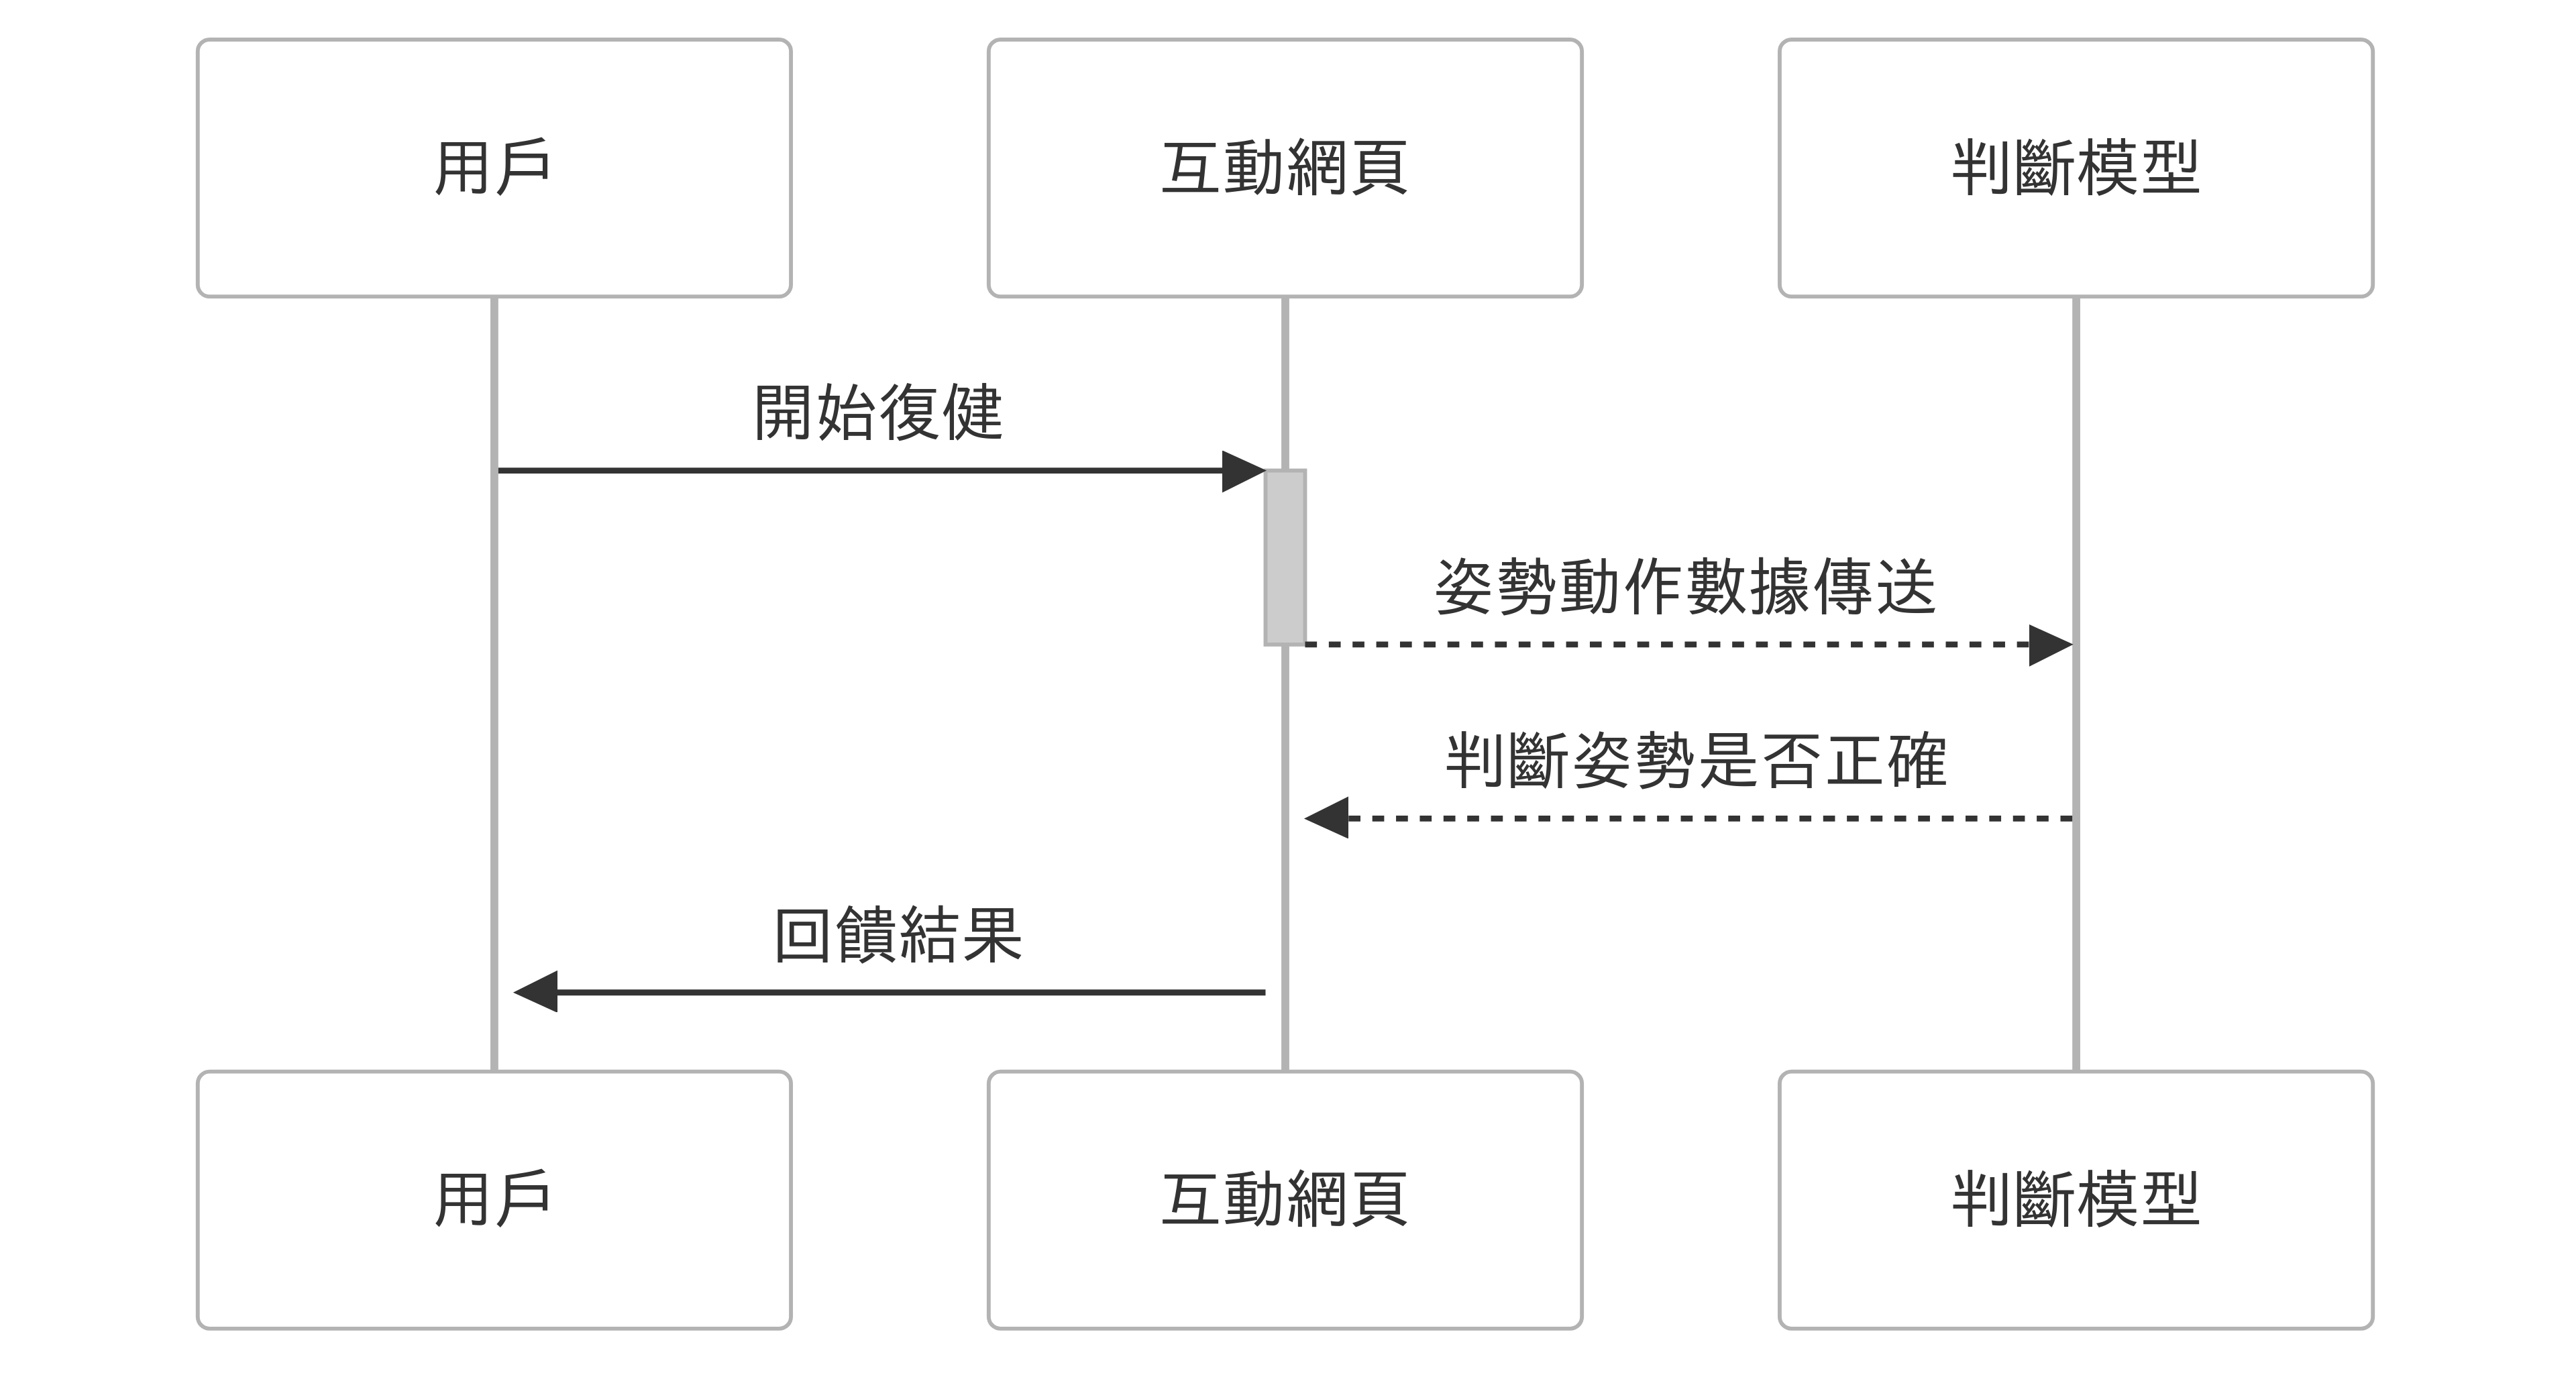 用戶
互動網頁
判斷模型
開始復健
姿勢動作數據傳送
判斷姿勢是否正確
回饋結果
用戶
互動網頁
判斷模型